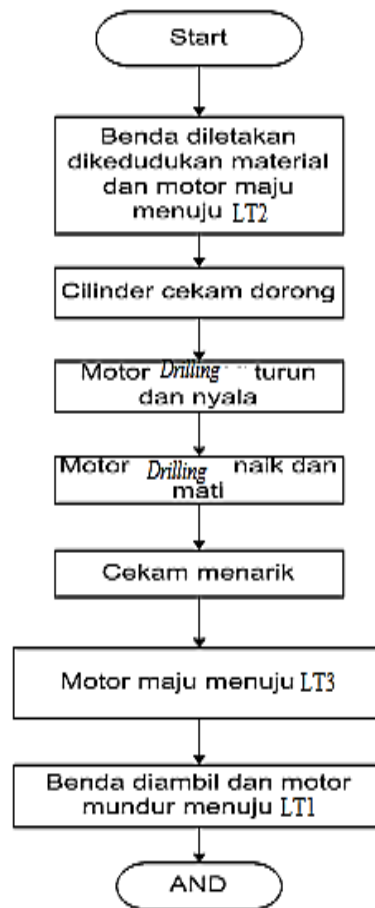 Start
Benda diletakan
dikedudukan material
dan motor maju
menuju LT2
Cilinder cekam dorong
Motor Drilling turun
dan nyala
Motor Drilling naik dan
mati
Cekam menarik
Motor maju menuju LT3
Benda diambil dan motor
mundur menuju LT1
AND